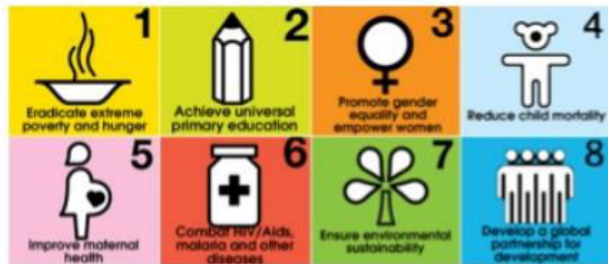 1
Eradicate extreme
poverty and hunger
2
Achieve universal
primary education
3
Promote gender
equality and
empower women
4
Reduce child mortality
5
Improve maternal
health
6
Combat HIV/Aids,
malaria and other
diseases
7
Ensure environmental
sustainability
8
Develop a global
partnership for
development